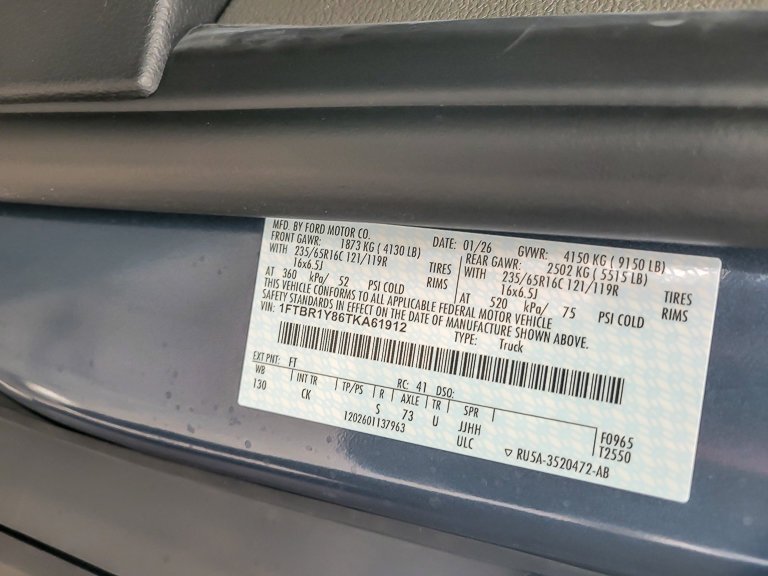 MFD. BY FORD MOTOR CO.
DATE: 01/26 GVWR: 4150 KG ( 9150 LB)
FRONT GAWR: 1873 KG ( 4130 LB)
WITH 235/65R16C 121/119R TIRES
16x6.5J RIMS
AT 360 kPa/ 52 PSI COLD
REAR GAWR: 2502 KG ( 5515 LB)
WITH 235/65R16C 121/119R TIRES
16x6.5J RIMS
AT 520 kPa/ 75 PSI COLD
THIS VEHICLE CONFORMS TO ALL APPLICABLE FEDERAL MOTOR VEHICLE
SAFETY STANDARDS IN EFFECT ON THE DATE OF MANUFACTURE SHOWN ABOVE.
VIN: 1FTBR1Y86TKA61912
TYPE: Truck
EXT PNT: FT RC: 41 DSO:
WB INT TR TP/PS R AXLE TR SPR
130 CK S 73 U JJHH F0965
1202601137963 ULC T2550
▽ RU5A-3520472-AB